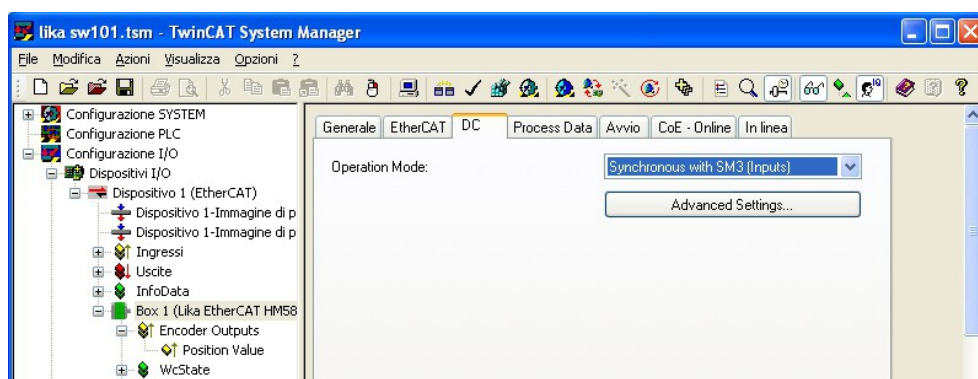 lika sw101.tsm - TwinCAT System Manager
File Modifica Azioni Visualizza Opzioni ?
Configurazione SYSTEM
Configurazione PLC
Configurazione I/O
Dispositivi I/O
Dispositivo 1 (EtherCAT)
Dispositivo 1-Immagine di p
Dispositivo 1-Immagine di p
Ingressi
Uscite
InfoData
Box 1 (Lika EtherCAT HM58
Encoder Outputs
Position Value
WcState
Generale EtherCAT DC Process Data Avvio CoE - Online In linea
Operation Mode: Synchronous with SM3 (Inputs)
Advanced Settings...